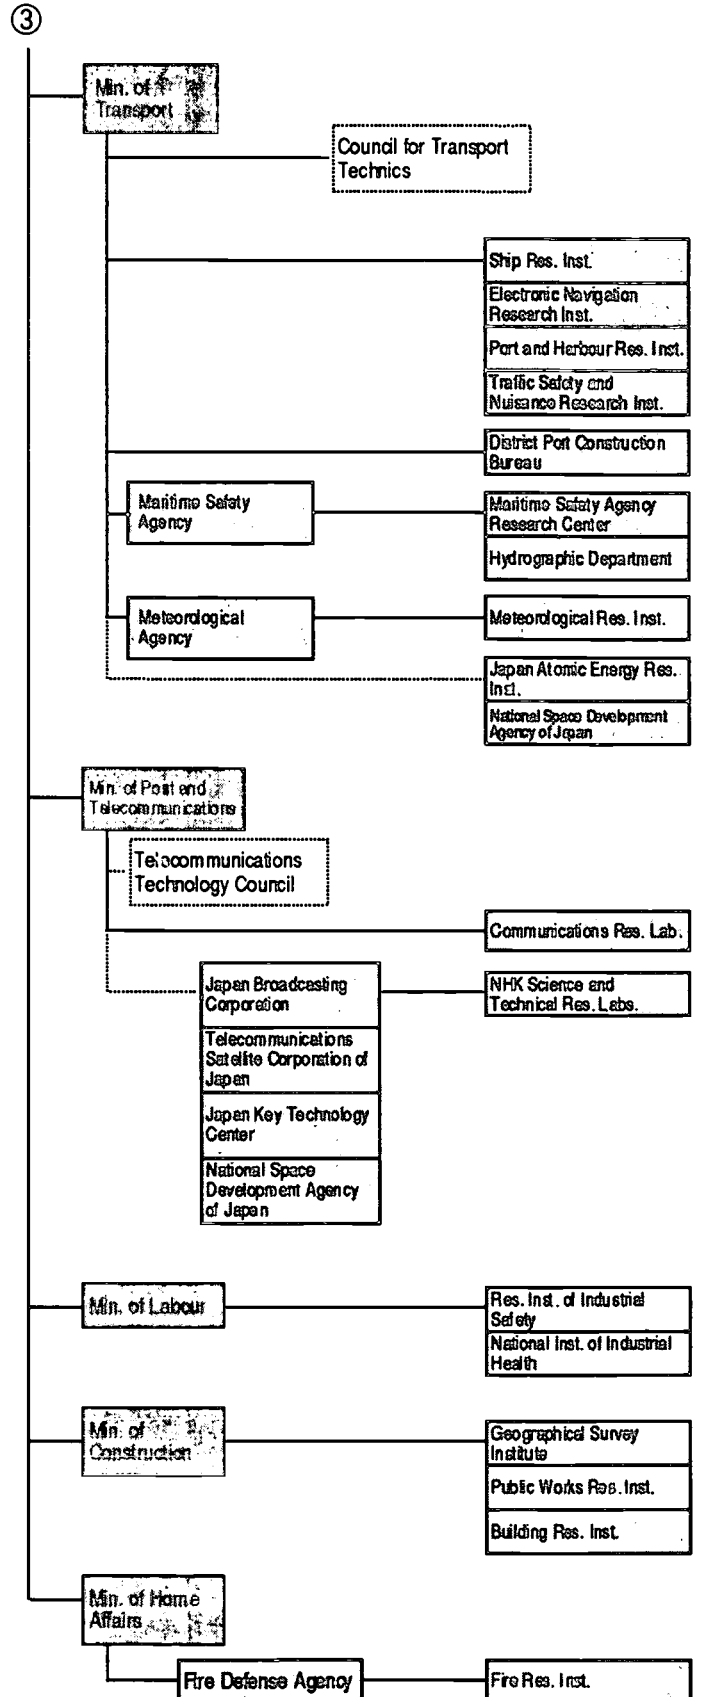 ③
Min. of
Transport
Council for Transport
Technics
Ship Res. Inst.
Electronic Navigation
Research Inst.
Port and Harbour Res. Inst.
Traffic Safety and
Nuisance Research Inst.
District Port Construction
Bureau
Maritime Safety
Agency
Maritime Safety Agency
Research Center
Hydrographic Department
Meteorological
Agency
Meteorological Res. Inst.
Japan Atomic Energy Res.
Inst.
National Space Development
Agency of Japan
Min. of Post and
Telecommunications
Telecommunications
Technology Council
Communications Res. Lab.
Japan Broadcasting
Corporation
NHK Science and
Technical Res. Labs.
Telecommunications
Satellite Corporation of
Japan
Japan Key Technology
Center
National Space
Development Agency
of Japan
Min. of Labour
Res. Inst. of Industrial
Safety
National Inst. of Industrial
Health
Min. of
Construction
Geographical Survey
Institute
Public Works Res. Inst.
Building Res. Inst.
Min. of Home
Affairs
Fire Defense Agency
Fire Res. Inst.